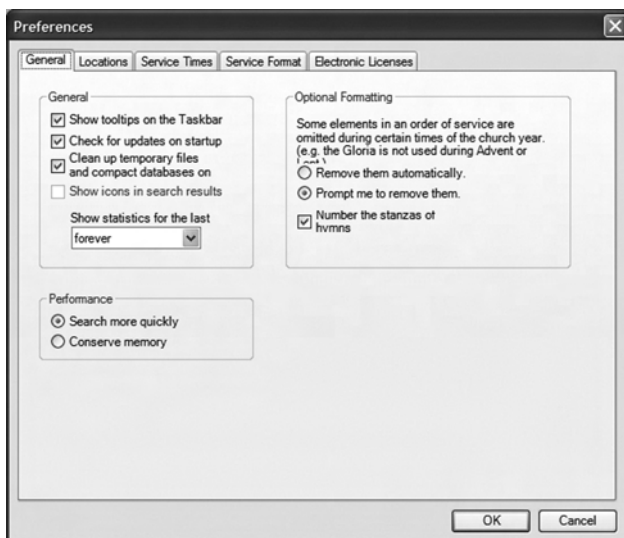 Preferences
General Locations Service Times Service Format Electronic Licenses
General
Show tooltips on the Taskbar
Check for updates on startup
Clean up temporary files
and compact databases on
Show icons in search results
Show statistics for the last
forever
Performance
Search more quickly
Conserve memory
Optional Formatting
Some elements in an order of service are
omitted during certain times of the church year.
(e.g. the Gloria is not used during Advent or
Remove them automatically.
Prompt me to remove them.
Number the stanzas of
hymns
OK Cancel